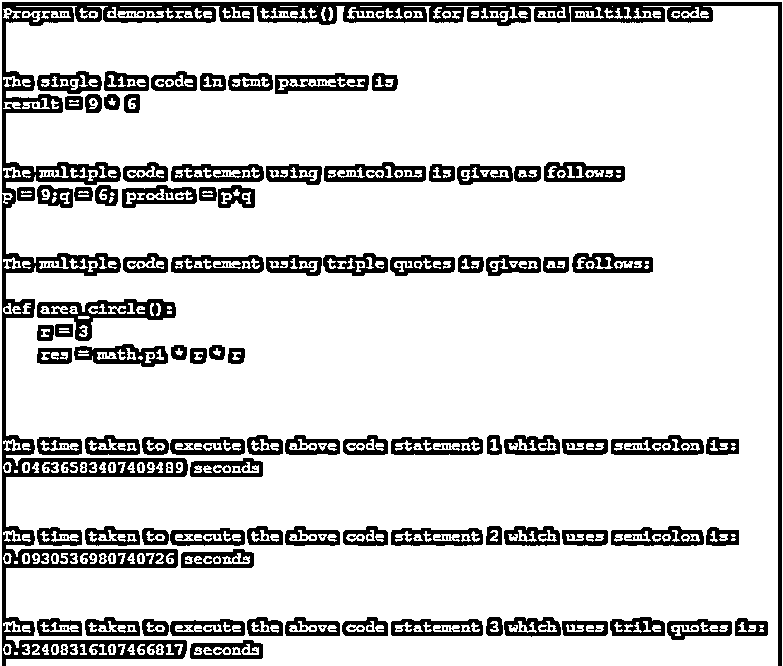 Program to demonstrate the timeit() function for single and multiline code
The single line code in stmt parameter is
result = 9 * 6
The multiple code statement using semicolons is given as follows:
p = 9;q = 6; product = p*q
The multiple code statement using triple quotes is given as follows:
def area_circle():
    r = 3
    res = math.pi * r * r
The time taken to execute the above code statement 1 which uses semicolon is:
0.04636583407409489 seconds
The time taken to execute the above code statement 2 which uses semicolon is:
0.0930536980740726 seconds
The time taken to execute the above code statement 3 which uses trile quotes is:
0.32408316107466817 seconds